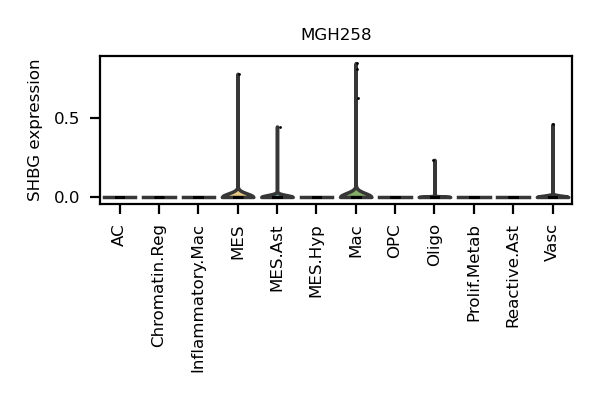 MGH258
SHBG expression
0.5
0.0
AC
Chromatin.Reg
Inflammatory.Mac
MES
MES.Ast
MES.Hyp
Mac
OPC
Oligo
Prolif.Metab
Reactive.Ast
Vasc